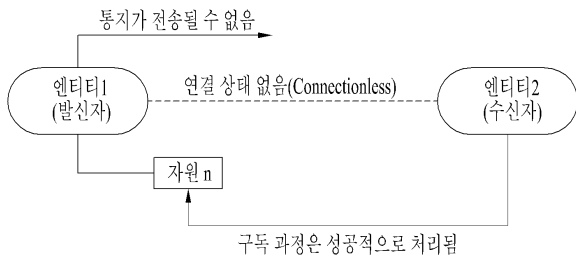 통지가 전송될 수 없음
엔티티1
(발신자)
연결 상태 없음(Connectionless)
엔티티2
(수신자)
자원 n
구독 과정은 성공적으로 처리됨